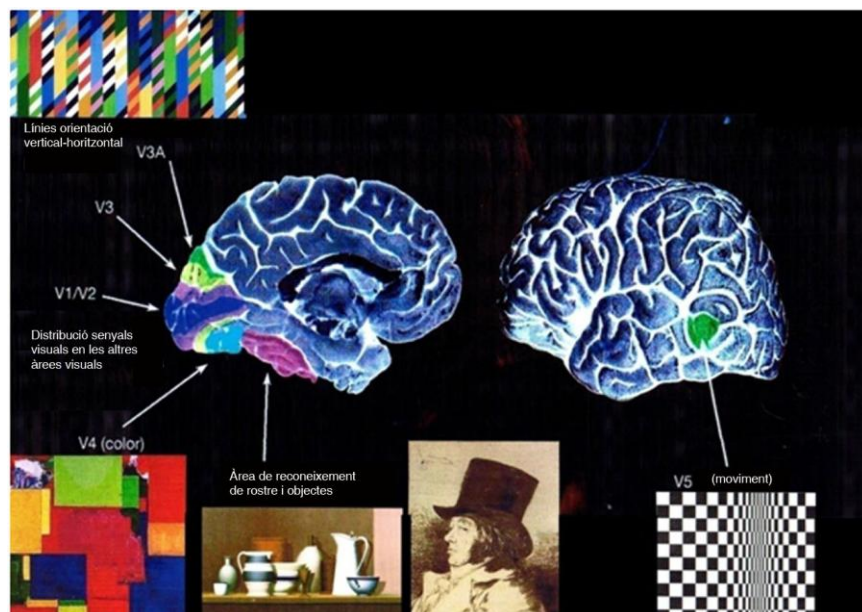 Línies orientació
vertical-horitzontal
V3A
V3
V1/V2
Distribució senyals
visuals en les altres
àrees visuals
V4 (color)
Àrea de reconeixement
de rostre i objectes
V5
(moviment)